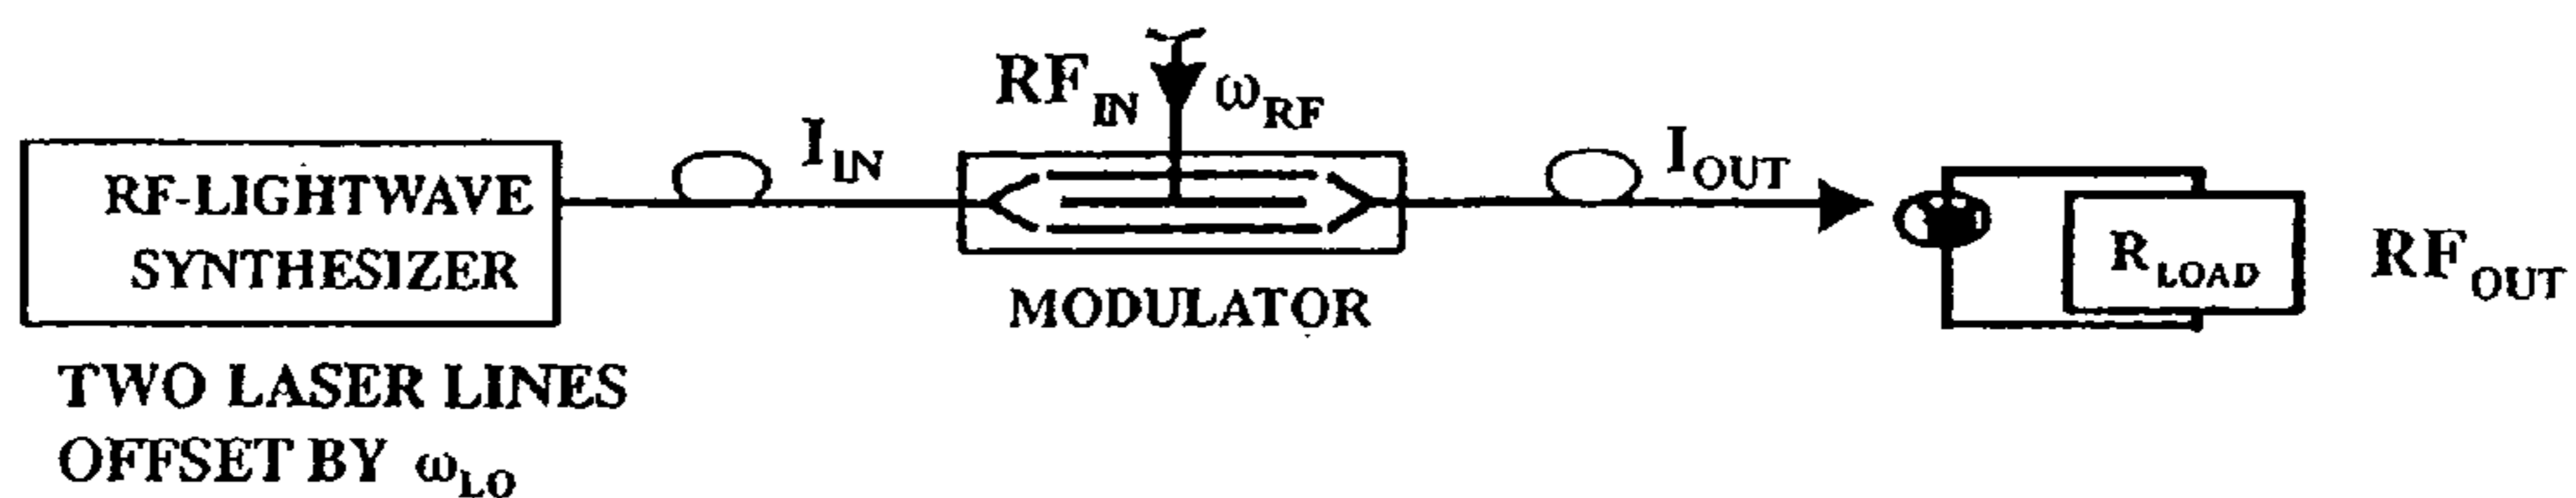 RF-LIGHTWAVE
SYNTHESIZER
TWO LASER LINES
OFFSET BY ω_LO
I_IN
RF_IN
ω_RF
MODULATOR
I_OUT
R_LOAD
RF_OUT